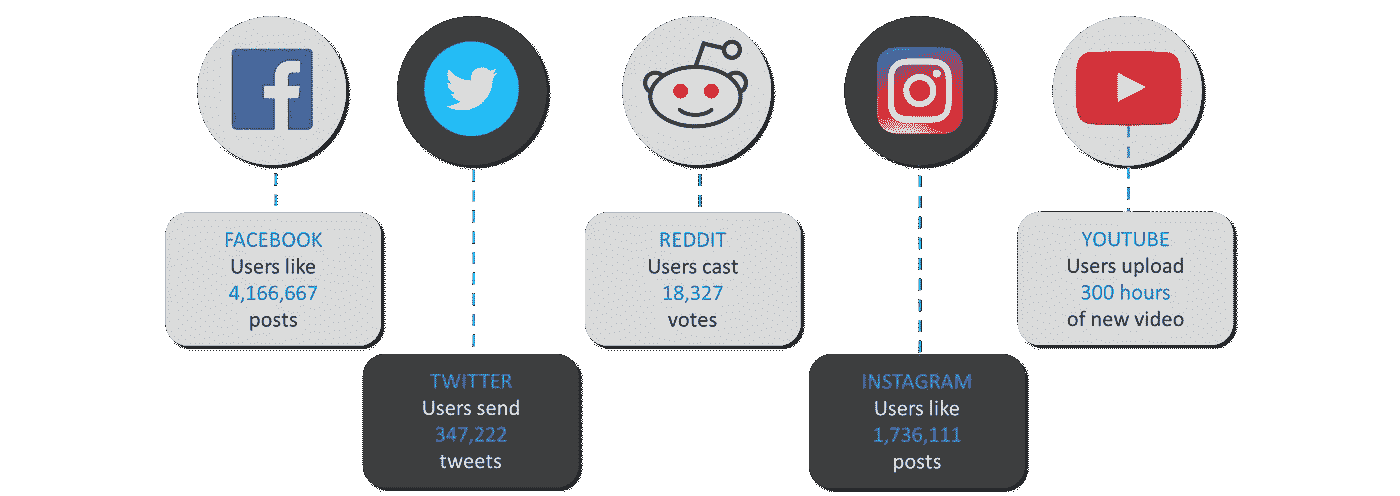 FACEBOOK
Users like
4,166,667
posts
TWITTER
Users send
347,222
tweets
REDDIT
Users cast
18,327
votes
INSTAGRAM
Users like
1,736,111
posts
YOUTUBE
Users upload
300 hours
of new video